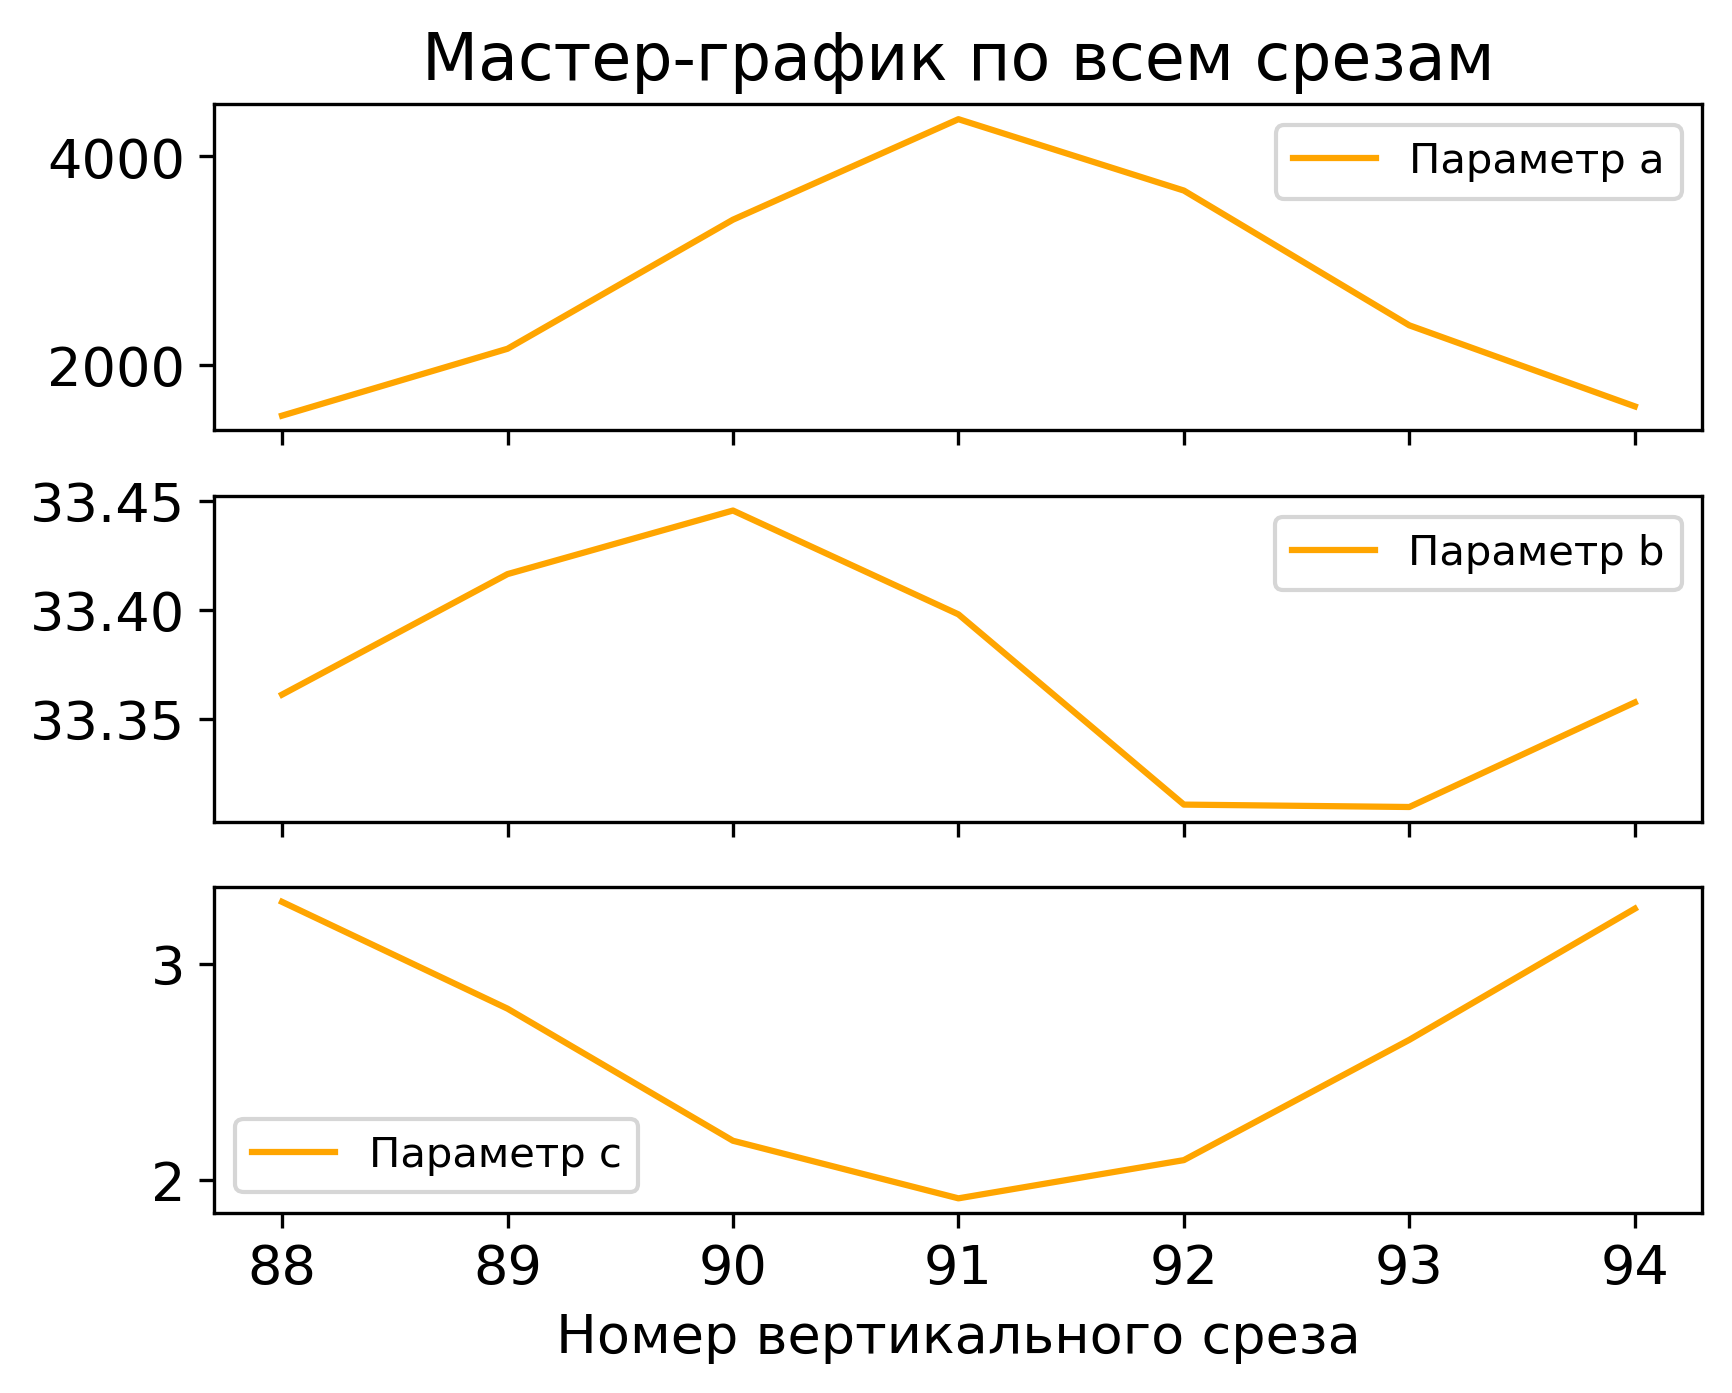 Мастер-график по всем срезам
4000
2000
Параметр a
33.45
33.40
33.35
Параметр b
3
2
Параметр c
88 89 90 91 92 93 94
Номер вертикального среза